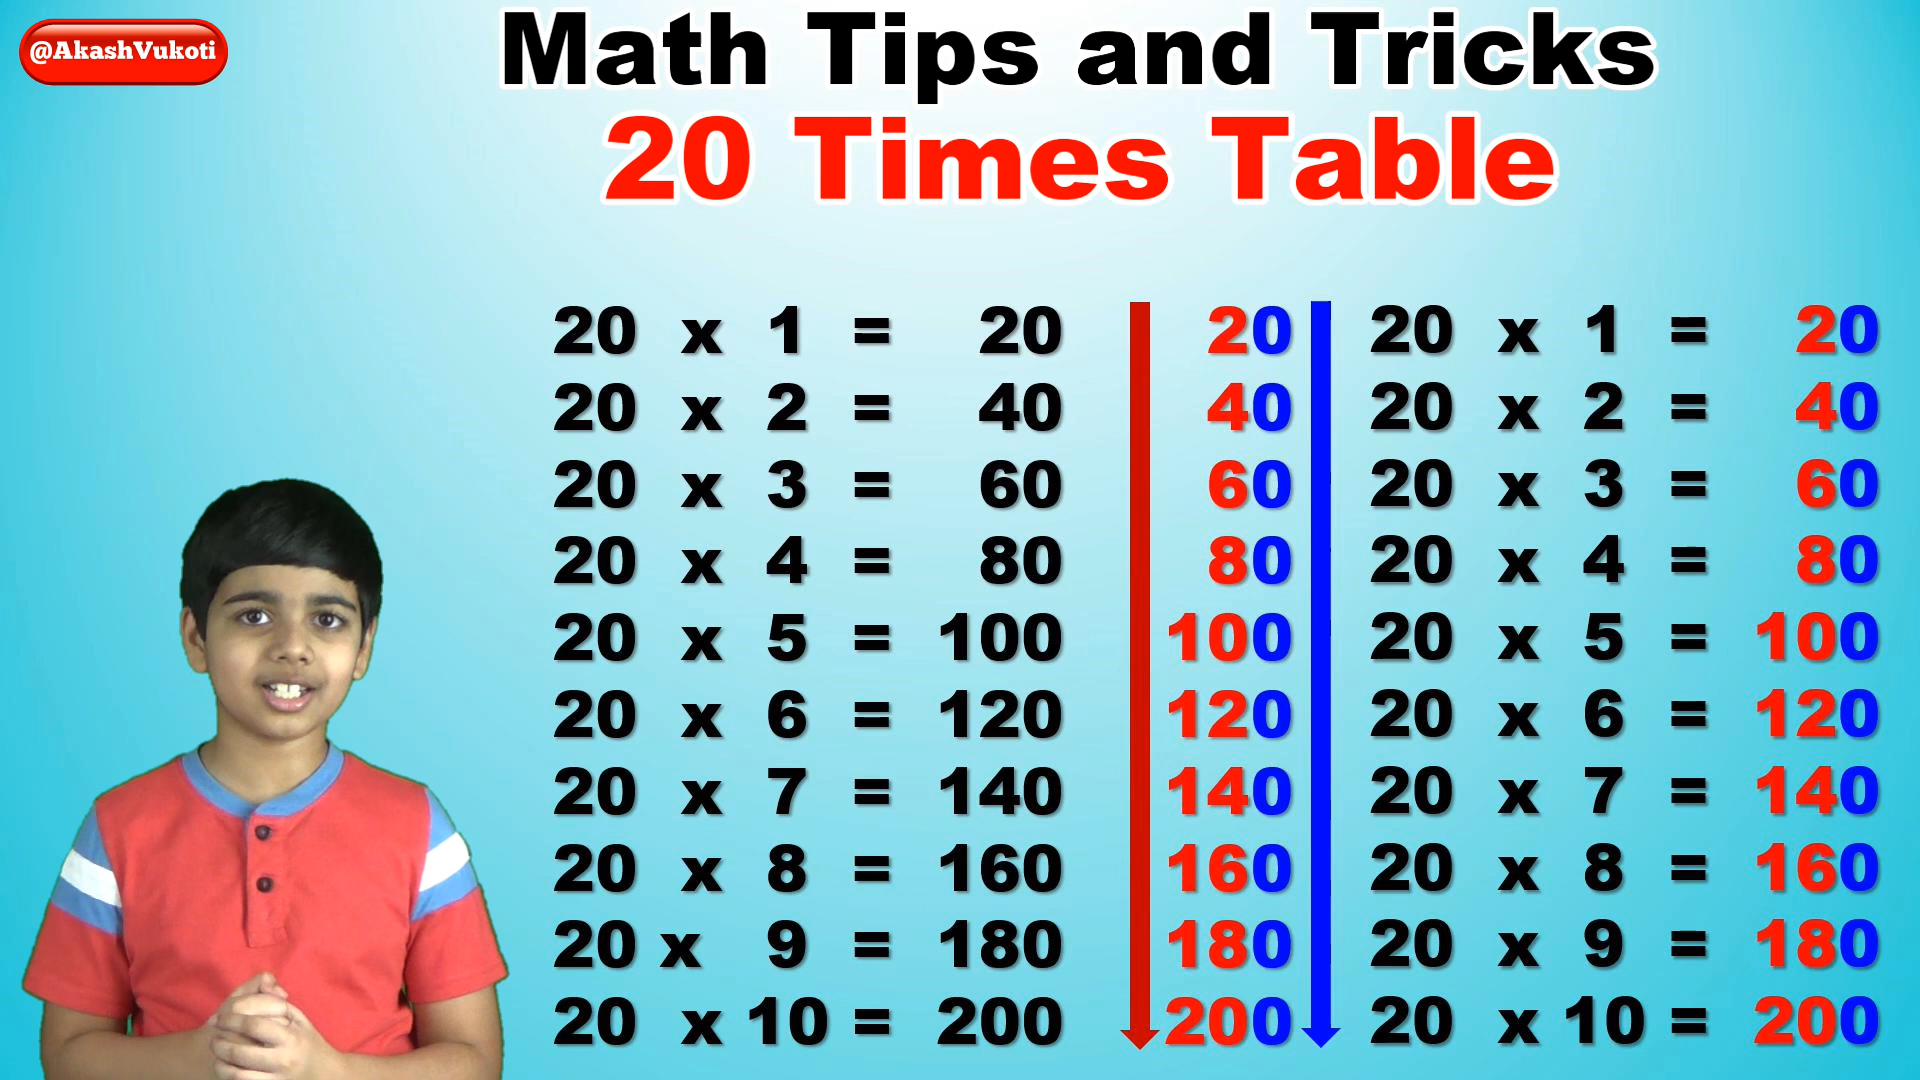 @AkashVukoti
Math Tips and Tricks
20 Times Table
20 x 1 = 20 20 20 x 1 = 20
20 x 2 = 40 40 20 x 2 = 40
20 x 3 = 60 60 20 x 3 = 60
20 x 4 = 80 80 20 x 4 = 80
20 x 5 = 100 100 20 x 5 = 100
20 x 6 = 120 120 20 x 6 = 120
20 x 7 = 140 140 20 x 7 = 140
20 x 8 = 160 160 20 x 8 = 160
20 x 9 = 180 180 20 x 9 = 180
20 x 10 = 200 200 20 x 10 = 200